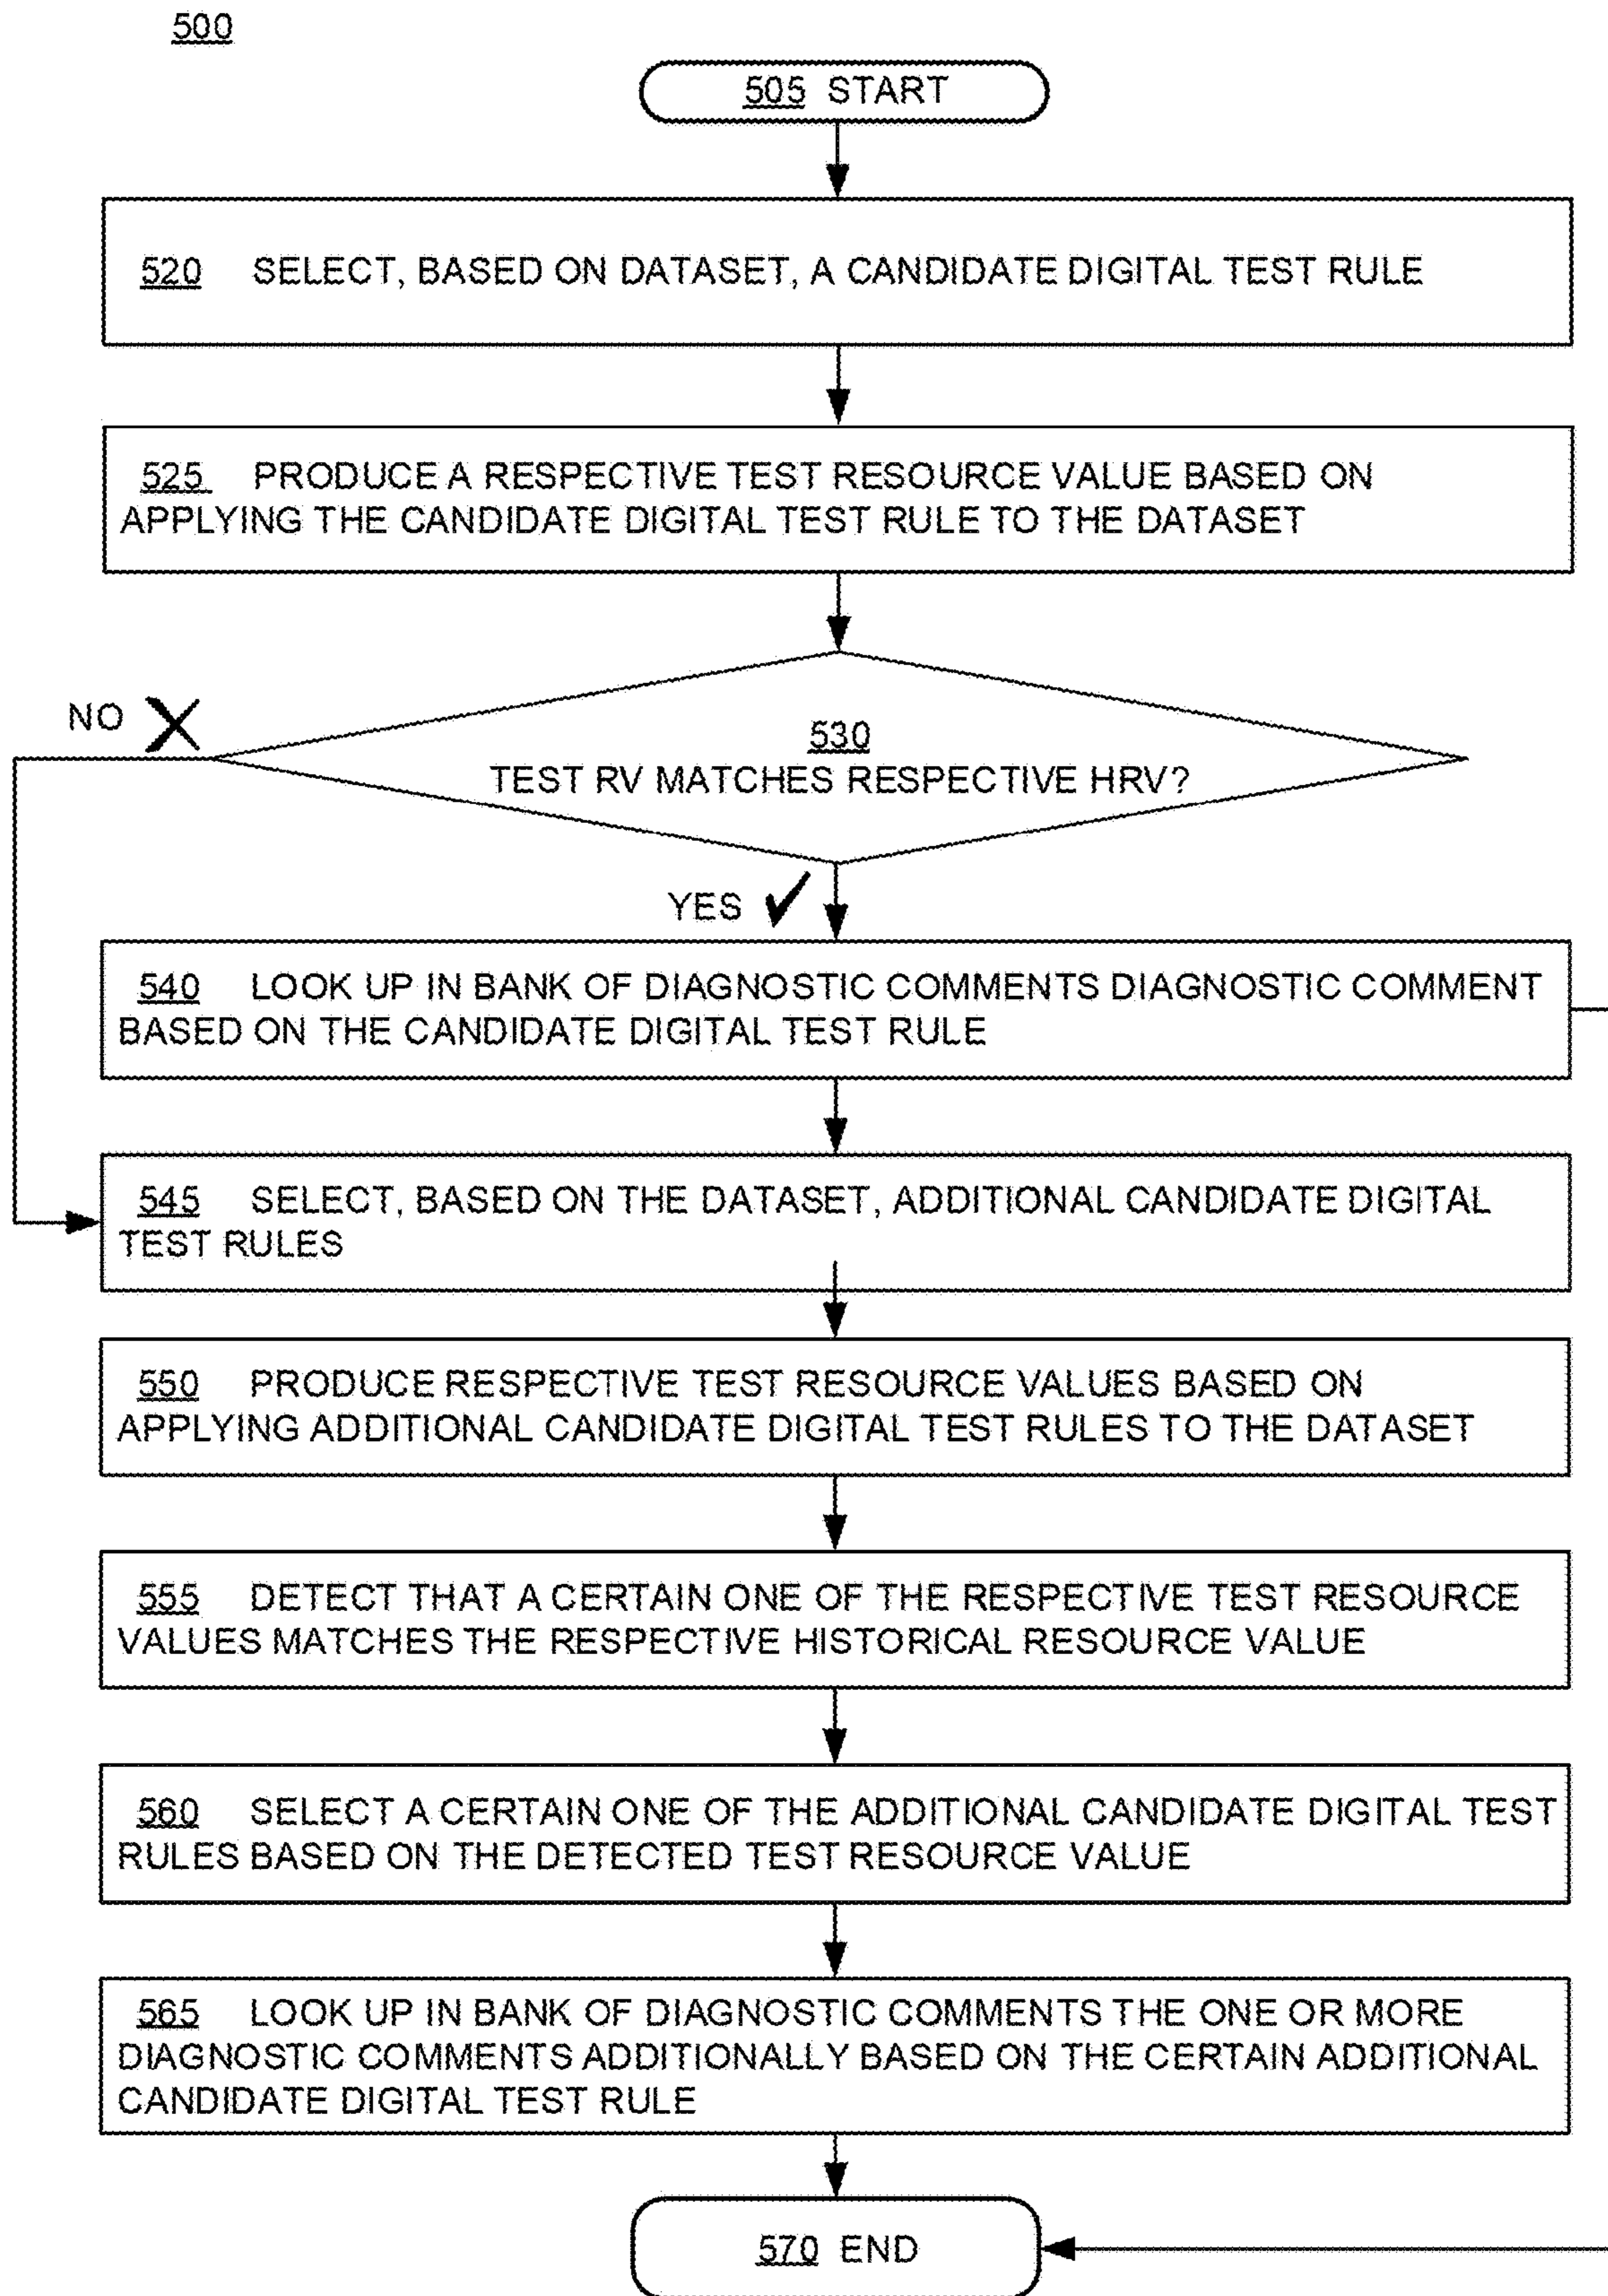 500
505 START
520 SELECT, BASED ON DATASET, A CANDIDATE DIGITAL TEST RULE
525 PRODUCE A RESPECTIVE TEST RESOURCE VALUE BASED ON
APPLYING THE CANDIDATE DIGITAL TEST RULE TO THE DATASET
NO
530
TEST RV MATCHES RESPECTIVE HRV?
YES
540 LOOK UP IN BANK OF DIAGNOSTIC COMMENTS DIAGNOSTIC COMMENT
BASED ON THE CANDIDATE DIGITAL TEST RULE
545 SELECT, BASED ON THE DATASET, ADDITIONAL CANDIDATE DIGITAL
TEST RULES
550 PRODUCE RESPECTIVE TEST RESOURCE VALUES BASED ON
APPLYING ADDITIONAL CANDIDATE DIGITAL TEST RULES TO THE DATASET
555 DETECT THAT A CERTAIN ONE OF THE RESPECTIVE TEST RESOURCE
VALUES MATCHES THE RESPECTIVE HISTORICAL RESOURCE VALUE
560 SELECT A CERTAIN ONE OF THE ADDITIONAL CANDIDATE DIGITAL TEST
RULES BASED ON THE DETECTED TEST RESOURCE VALUE
565 LOOK UP IN BANK OF DIAGNOSTIC COMMENTS THE ONE OR MORE
DIAGNOSTIC COMMENTS ADDITIONALLY BASED ON THE CERTAIN ADDITIONAL
CANDIDATE DIGITAL TEST RULE
570 END